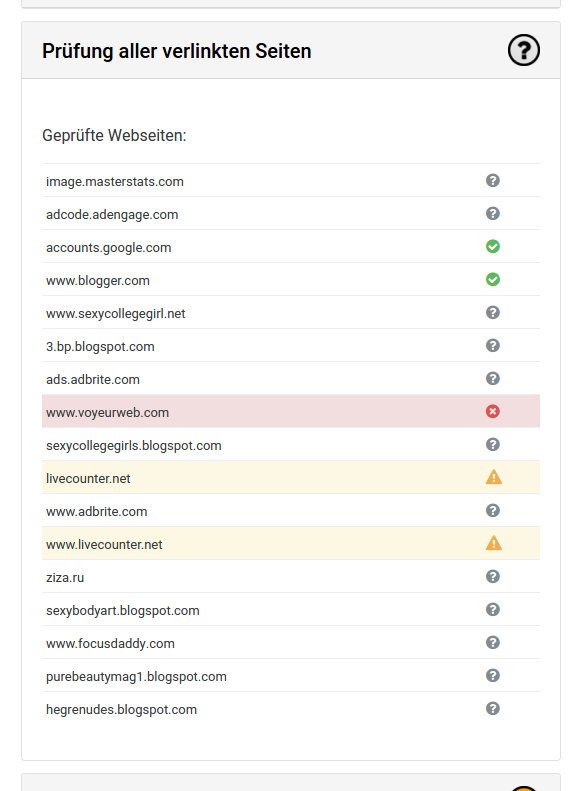 Prüfung aller verlinkten Seiten
Geprüfte Webseiten:
image.masterstats.com
adcode.adengage.com
accounts.google.com
www.blogger.com
www.sexycollegegirl.net
3.bp.blogspot.com
ads.adbrite.com
www.voyeurweb.com
sexycollegegirls.blogspot.com
livecounter.net
www.adbrite.com
www.livecounter.net
ziza.ru
sexybodyart.blogspot.com
www.focusdaddy.com
purebeautymag1.blogspot.com
hegrenudes.blogspot.com